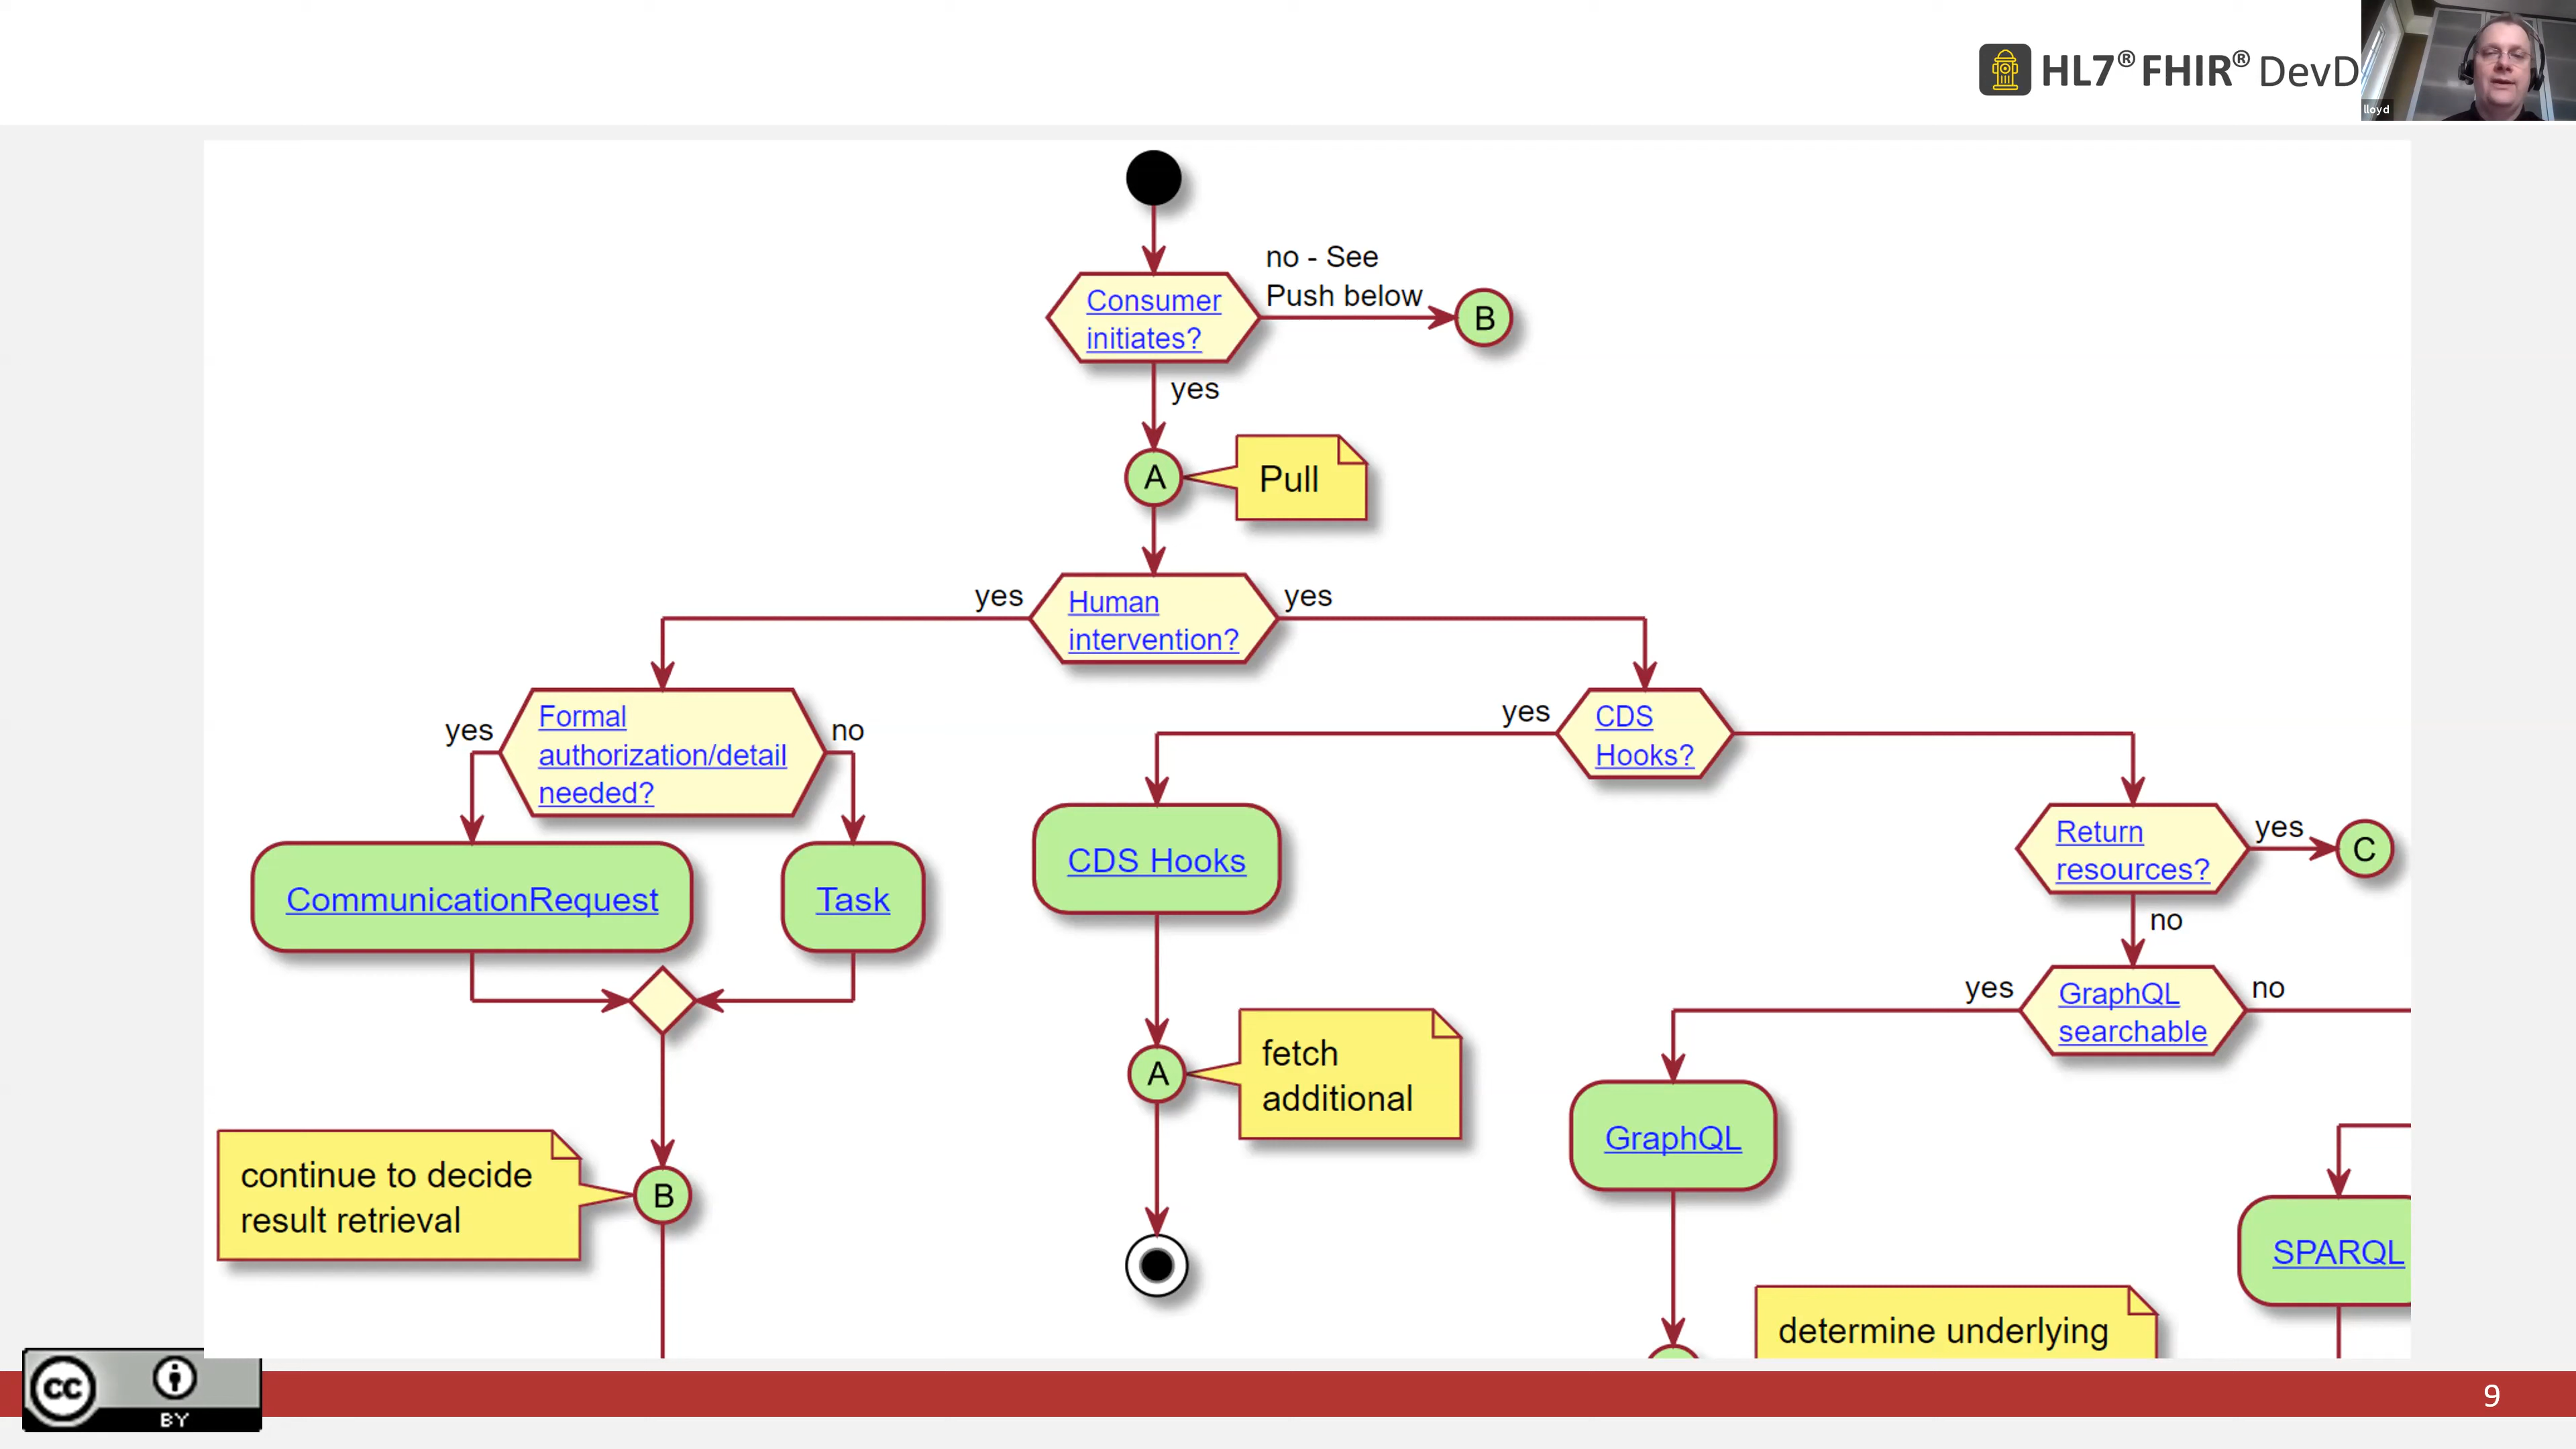 HL7® FHIR® DevD
lloyd
no - See
Push below
Consumer
initiates?
B
yes
A
Pull
yes
Human
intervention?
yes
Formal
authorization/detail
needed?
yes
no
yes
CDS
Hooks?
CommunicationRequest
Task
CDS Hooks
Return
resources?
yes
C
no
yes
GraphQL
searchable
no
A
fetch
additional
GraphQL
continue to decide
result retrieval
B
SPARQL
determine underlying
cc
BY
9